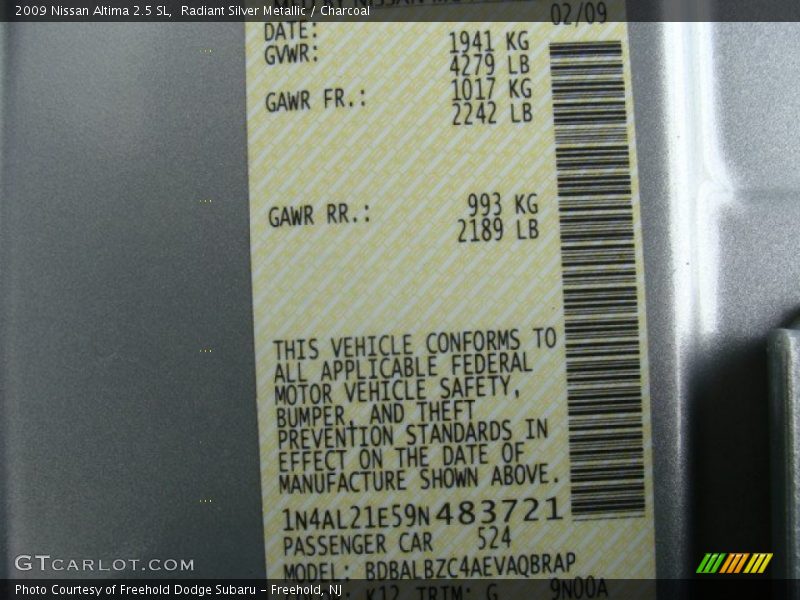 2009 Nissan Altima 2.5 SL, Radiant Silver Metallic / Charcoal
02/09
DATE:
GVWR: 1941 KG
4279 LB
GAWR FR.: 1017 KG
2242 LB
GAWR RR.: 993 KG
2189 LB
THIS VEHICLE CONFORMS TO
ALL APPLICABLE FEDERAL
MOTOR VEHICLE SAFETY,
BUMPER, AND THEFT
PREVENTION STANDARDS IN
EFFECT ON THE DATE OF
MANUFACTURE SHOWN ABOVE.
1N4AL21E59N483721
PASSENGER CAR 524
MODEL: BDBALBZC4AEVAQBRAP
K12 TRIM: G 9N00A
GTCARLOT.COM
Photo Courtesy of Freehold Dodge Subaru - Freehold, NJ